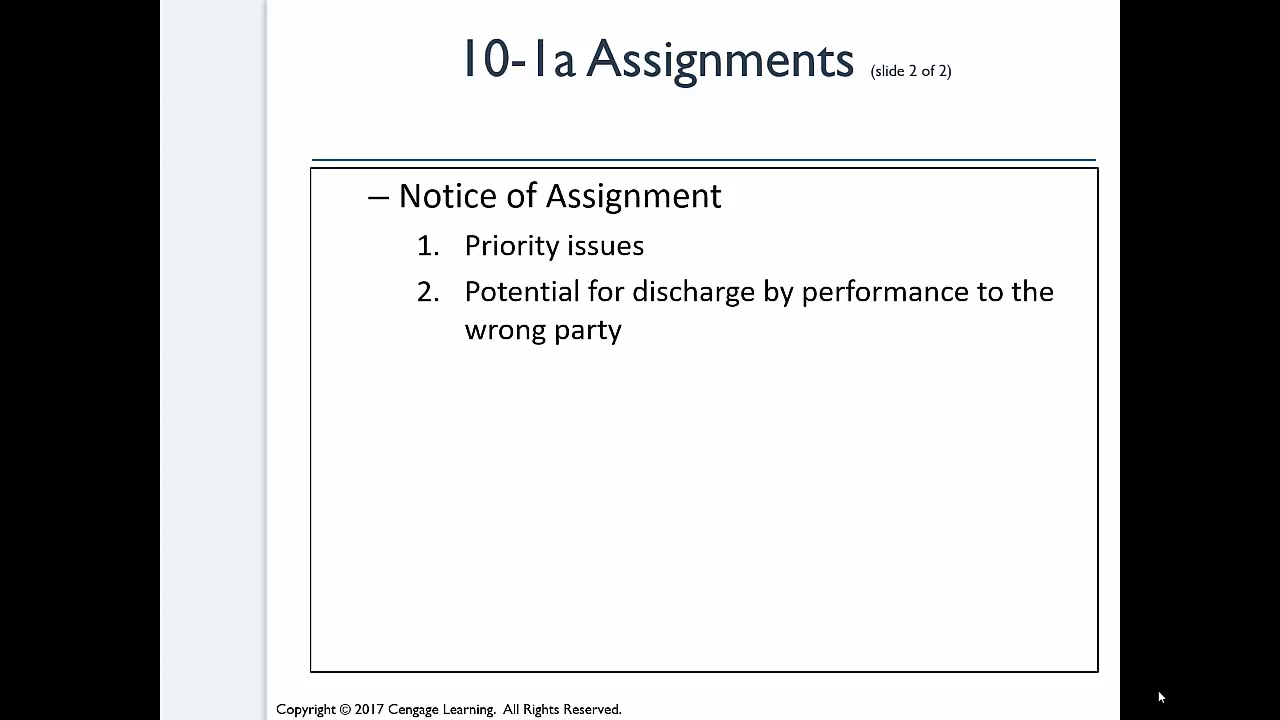 10-1a Assignments (slide 2 of 2)
– Notice of Assignment
1. Priority issues
2. Potential for discharge by performance to the
wrong party
Copyright © 2017 Cengage Learning. All Rights Reserved.